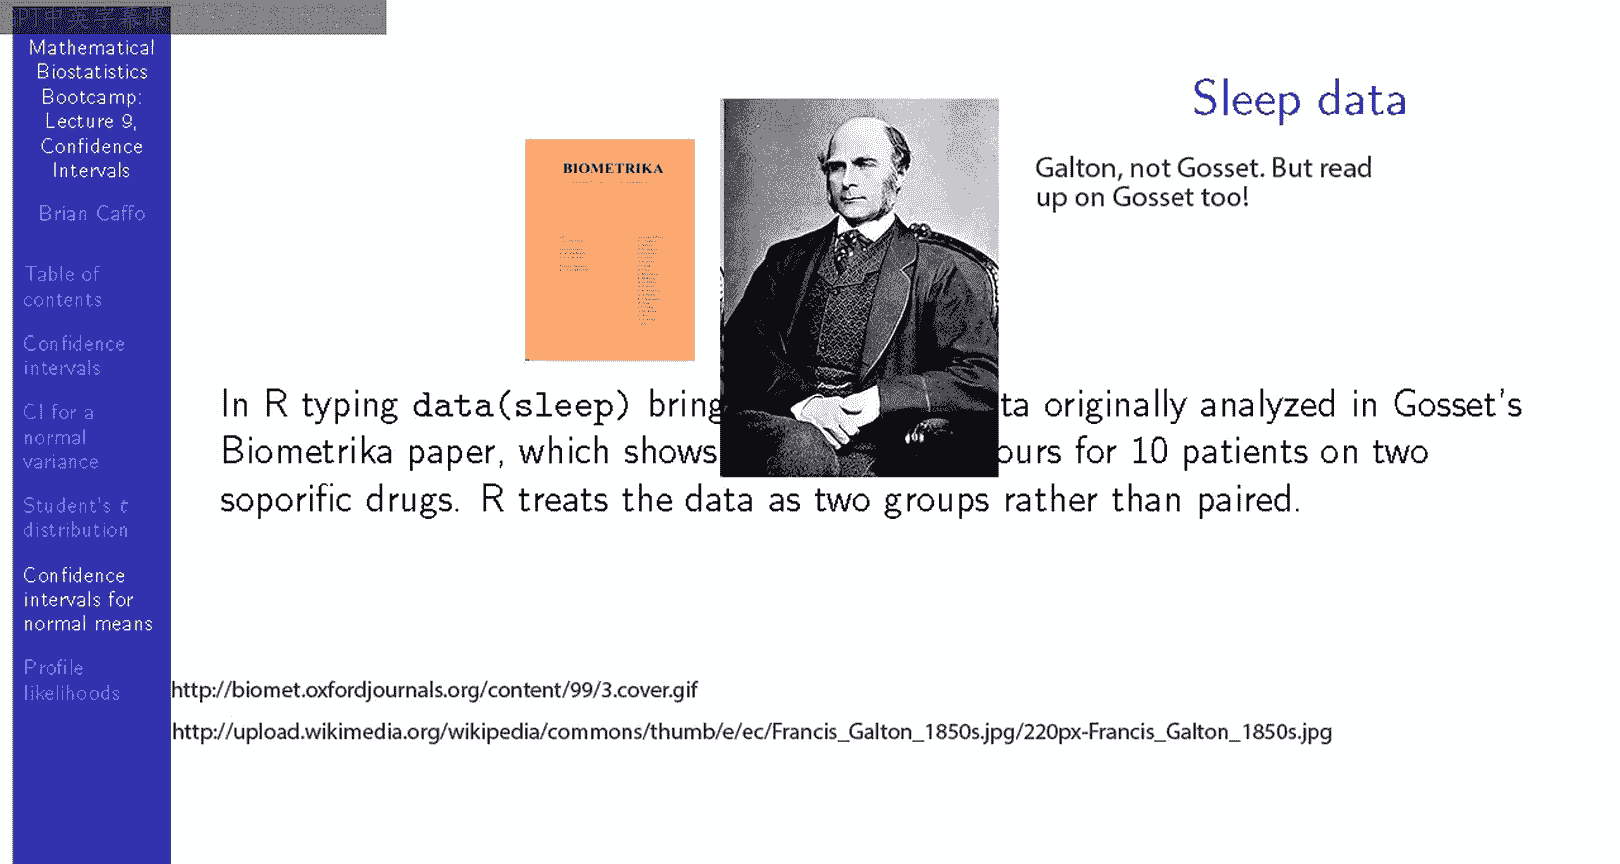 Mathematical
Biostatistics
Bootcamp:
Lecture 9,
Confidence
Intervals
Brian Caffo
Table of
contents
Confidence
intervals
CI for a
normal
variance
Student's t
distribution
Confidence
intervals for
normal means
Profile
likelihoods
Sleep data
BIOMETRIKA
Galton, not Gosset. But read
up on Gosset too!
In R typing data(sleep) bring ta originally analyzed in Gosset's
Biometrika paper, which shows ours for 10 patients on two
soporific drugs. R treats the data as two groups rather than paired.
http://biomet.oxfordjournals.org/content/99/3.cover.gif
http://upload.wikimedia.org/wikipedia/commons/thumb/e/ec/Francis_Galton_1850s.jpg/220px-Francis_Galton_1850s.jpg